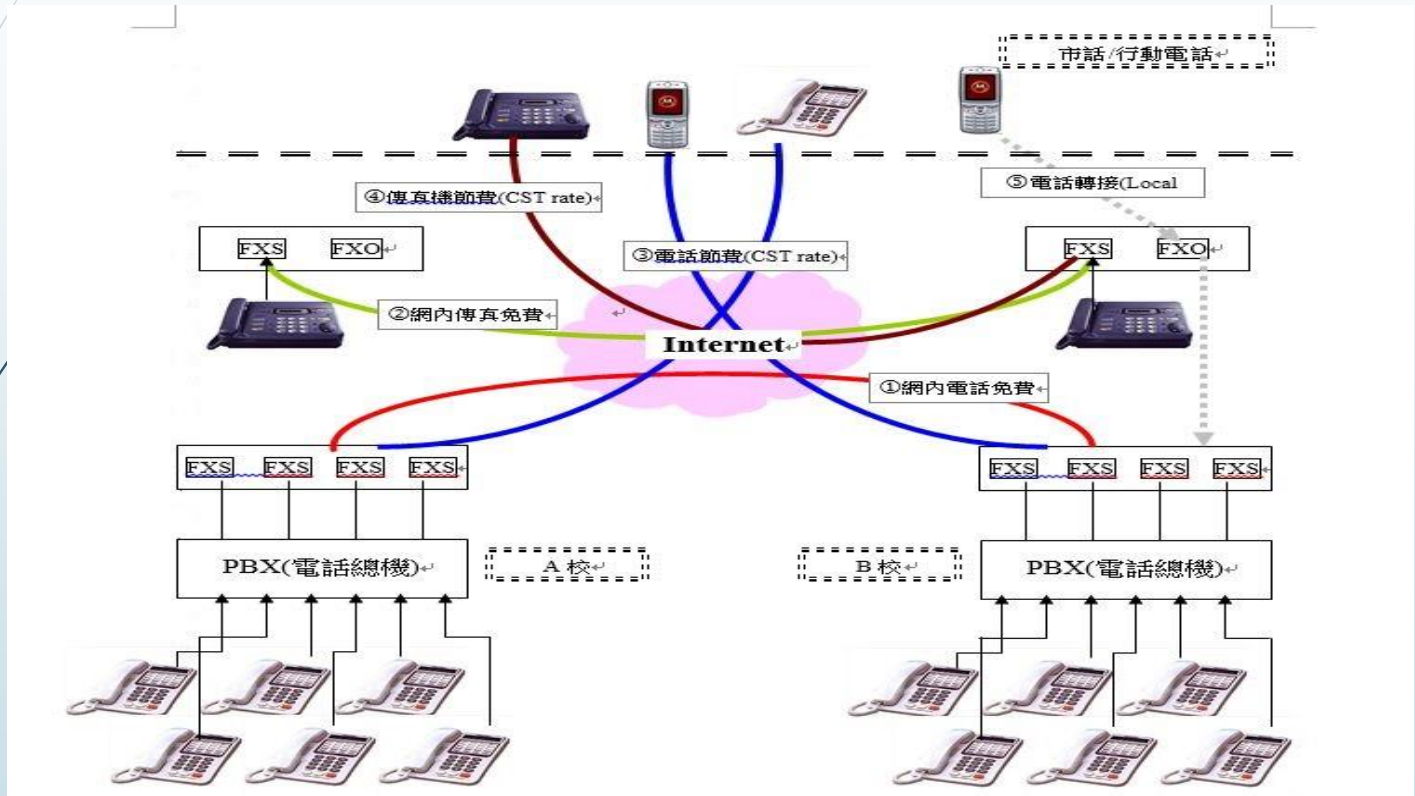 市話/行動電話
⑤電話轉接(Local
④傳真機節費(CST rate)
FXS FXO
③電話節費(CST rate)
FXS FXO
②網內傳真免費
Internet
①網內電話免費
FXS FXS FXS FXS
FXS FXS FXS FXS
PBX(電話總機)
A 校
B 校
PBX(電話總機)